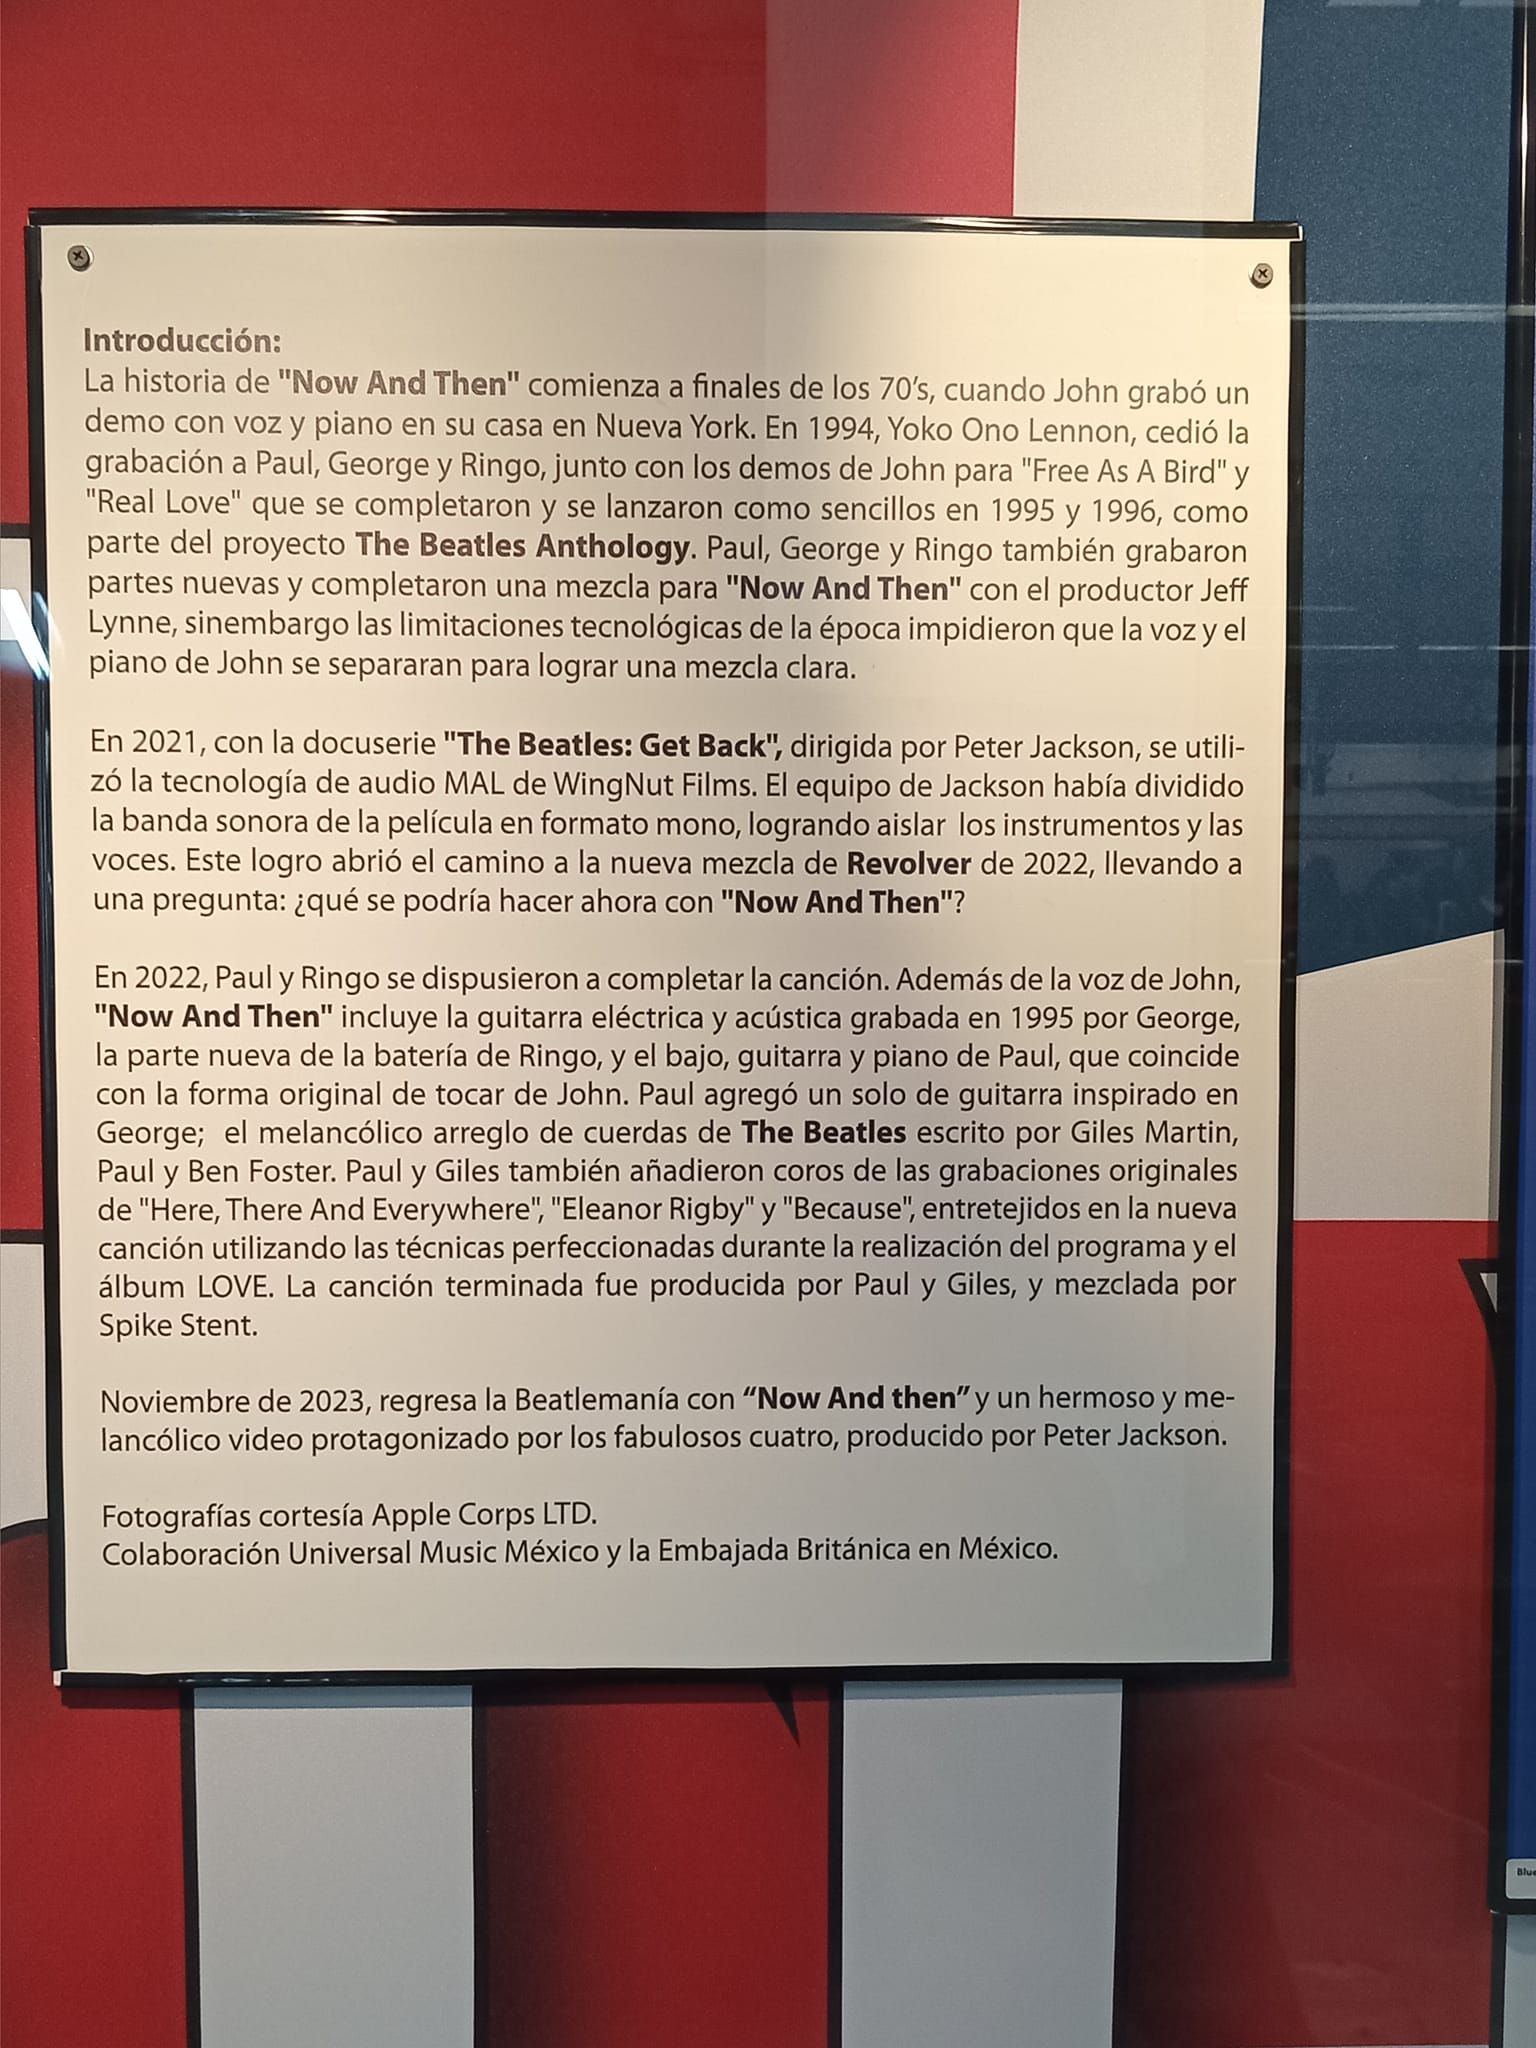 Introducción:
La historia de "Now And Then" comienza a finales de los 70's, cuando John grabó un
demo con voz y piano en su casa en Nueva York. En 1994, Yoko Ono Lennon, cedió la
grabación a Paul, George y Ringo, junto con los demos de John para "Free As A Bird" y
"Real Love" que se completaron y se lanzaron como sencillos en 1995 y 1996, como
parte del proyecto The Beatles Anthology. Paul, George y Ringo también grabaron
partes nuevas y completaron una mezcla para "Now And Then" con el productor Jeff
Lynne, sinembargo las limitaciones tecnológicas de la época impidieron que la voz y el
piano de John se separaran para lograr una mezcla clara.
En 2021, con la docuserie "The Beatles: Get Back", dirigida por Peter Jackson, se utili-
zó la tecnología de audio MAL de WingNut Films. El equipo de Jackson había dividido
la banda sonora de la película en formato mono, logrando aislar los instrumentos y las
voces. Este logro abrió el camino a la nueva mezcla de Revolver de 2022, llevando a
una pregunta: ¿qué se podría hacer ahora con "Now And Then"?
En 2022, Paul y Ringo se dispusieron a completar la canción. Además de la voz de John,
"Now And Then" incluye la guitarra eléctrica y acústica grabada en 1995 por George,
la parte nueva de la batería de Ringo, y el bajo, guitarra y piano de Paul, que coincide
con la forma original de tocar de John. Paul agregó un solo de guitarra inspirado en
George; el melancólico arreglo de cuerdas de The Beatles escrito por Giles Martin,
Paul y Ben Foster. Paul y Giles también añadieron coros de las grabaciones originales
de "Here, There And Everywhere", "Eleanor Rigby" y "Because", entretejidos en la nueva
canción utilizando las técnicas perfeccionadas durante la realización del programa y el
álbum LOVE. La canción terminada fue producida por Paul y Giles, y mezclada por
Spike Stent.
Noviembre de 2023, regresa la Beatlemanía con “Now And then” y un hermoso y me-
lancólico video protagonizado por los fabulosos cuatro, producido por Peter Jackson.
Fotografías cortesía Apple Corps LTD.
Colaboración Universal Music México y la Embajada Británica en México.
Blue